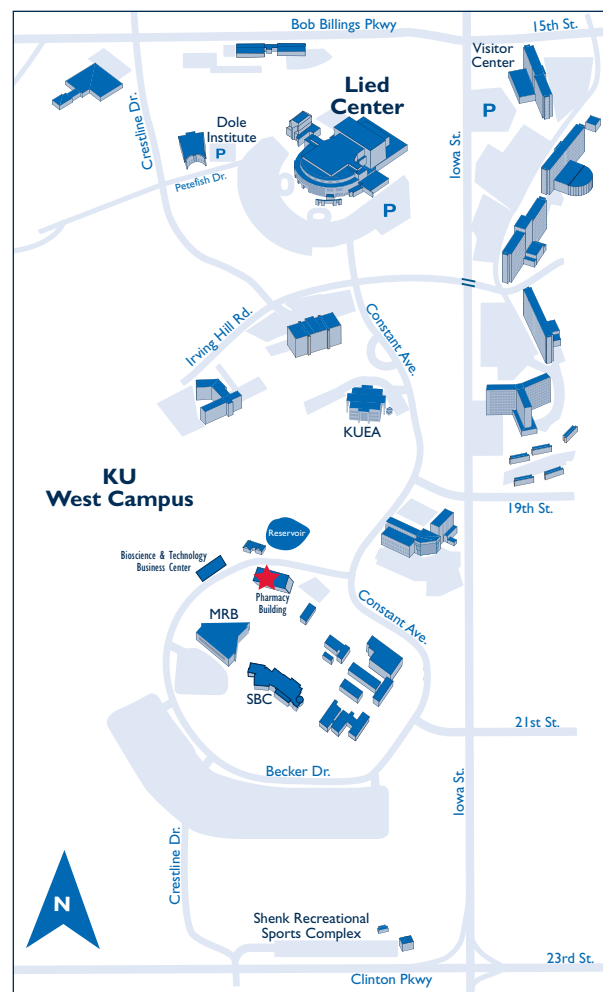 Bob Billings Pkwy
15th St.
Visitor
Center
P
Lied
Center
Crestline Dr.
Dole
Institute
P
Petefish Dr.
P
Iowa St.
Irving Hill Rd.
Constant Ave.
KUEA
KU
West Campus
19th St.
Reservoir
Bioscience & Technology
Business Center
Pharmacy
Building
Constant Ave.
MRB
SBC
21st St.
Becker Dr.
Iowa St.
Crestline Dr.
N
Shenk Recreational
Sports Complex
23rd St.
Clinton Pkwy